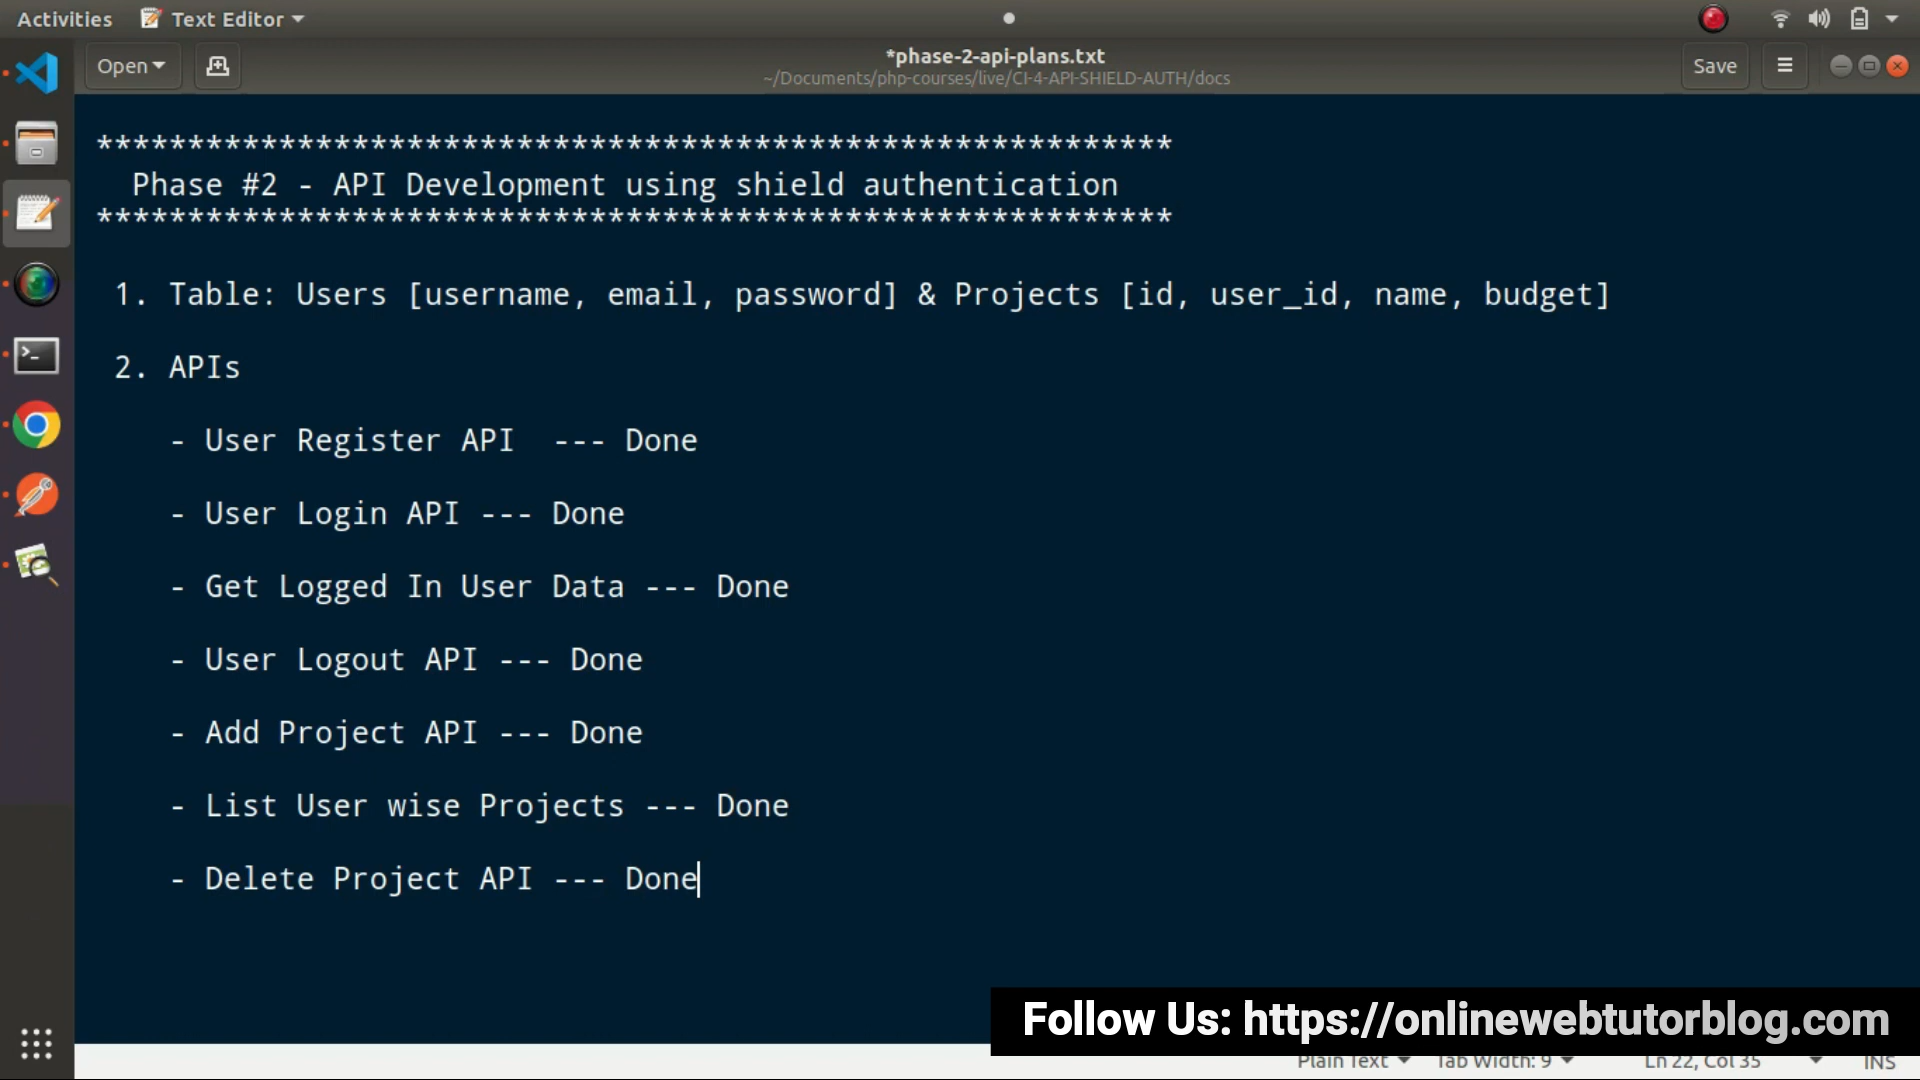 Activities Text Editor
Open
*phase-2-api-plans.txt
~/Documents/php-courses/live/CI-4-API-SHIELD-AUTH/docs
Save
***********************************************************
Phase #2 - API Development using shield authentication
***********************************************************
1. Table: Users [username, email, password] & Projects [id, user_id, name, budget]
2. APIs
- User Register API  --- Done
- User Login API --- Done
- Get Logged In User Data --- Done
- User Logout API --- Done
- Add Project API --- Done
- List User wise Projects --- Done
- Delete Project API --- Done
Follow Us: https://onlinewebtutorblog.com
Plain Text Tab Width: 9 Ln 22, Col 35 INS